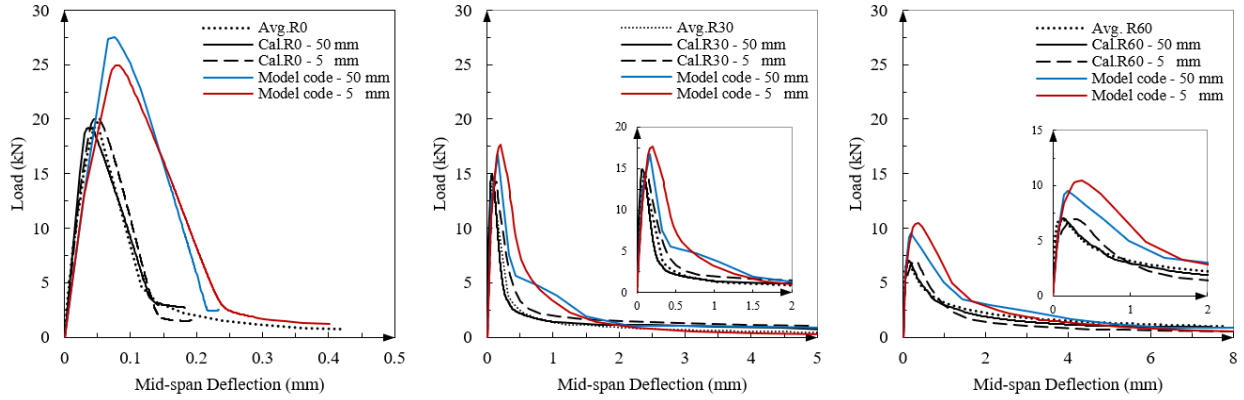 30
25
20
15
10
5
0
0
0.1
0.2
0.3
0.4
0.5
Load (kN)
Mid-span Deflection (mm)
Avg.R0
Cal.R0 - 50 mm
Cal.R0 - 5 mm
Model code - 50 mm
Model code - 5 mm
30
25
20
15
10
5
0
0
1
2
3
4
5
Load (kN)
Mid-span Deflection (mm)
Avg.R30
Cal.R30 - 50 mm
Cal.R30 - 5 mm
Model code - 50 mm
Model code - 5 mm
20
15
10
5
0
0
0.5
1
1.5
2
30
25
20
15
10
5
0
0
2
4
6
8
Load (kN)
Mid-span Deflection (mm)
Avg. R60
Cal.R60 - 50 mm
Cal.R60 - 5 mm
Model code - 50 mm
Model code - 5 mm
15
10
5
0
0
1
2